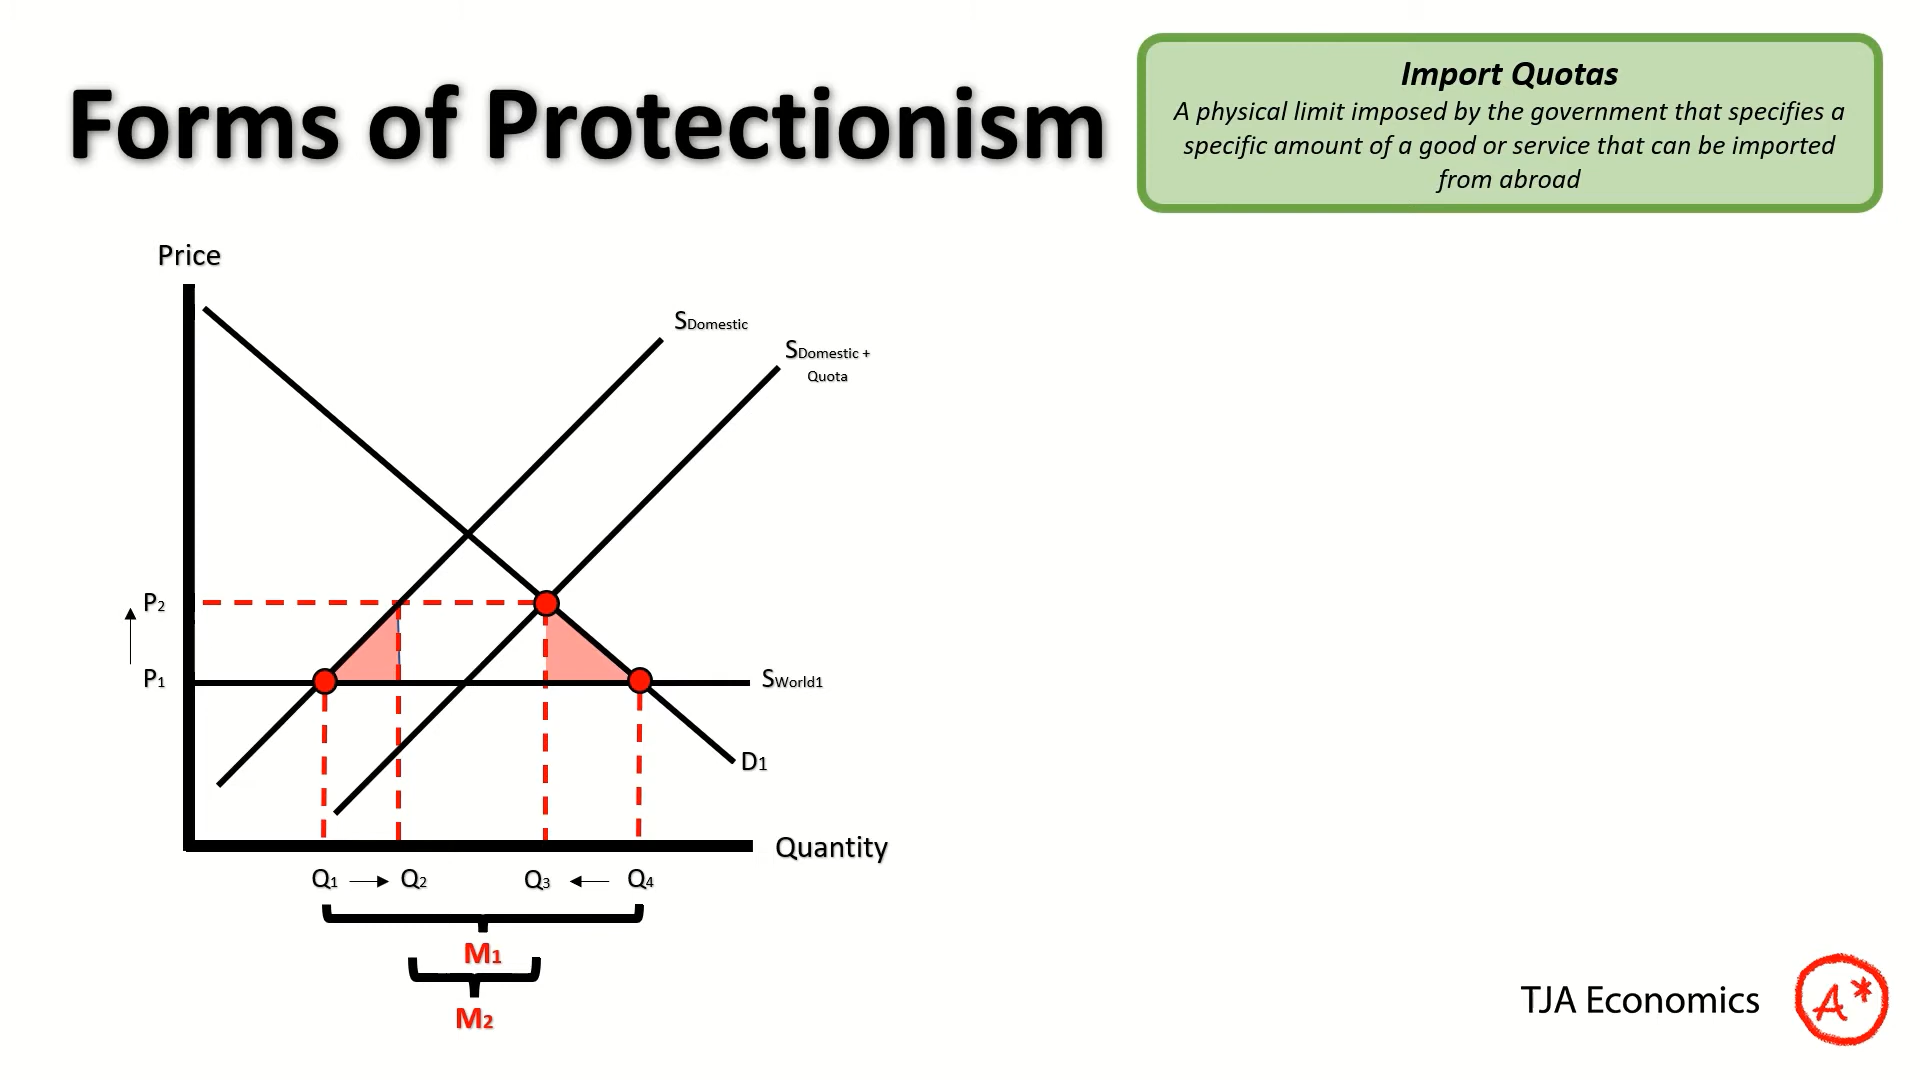 Forms of Protectionism
Import Quotas
A physical limit imposed by the government that specifies a
specific amount of a good or service that can be imported
from abroad
Price
SDomestic
SDomestic +
Quota
P2
P1
SWorld1
D1
Quantity
Q1 Q2 Q3 Q4
M1
M2
TJA Economics
A*